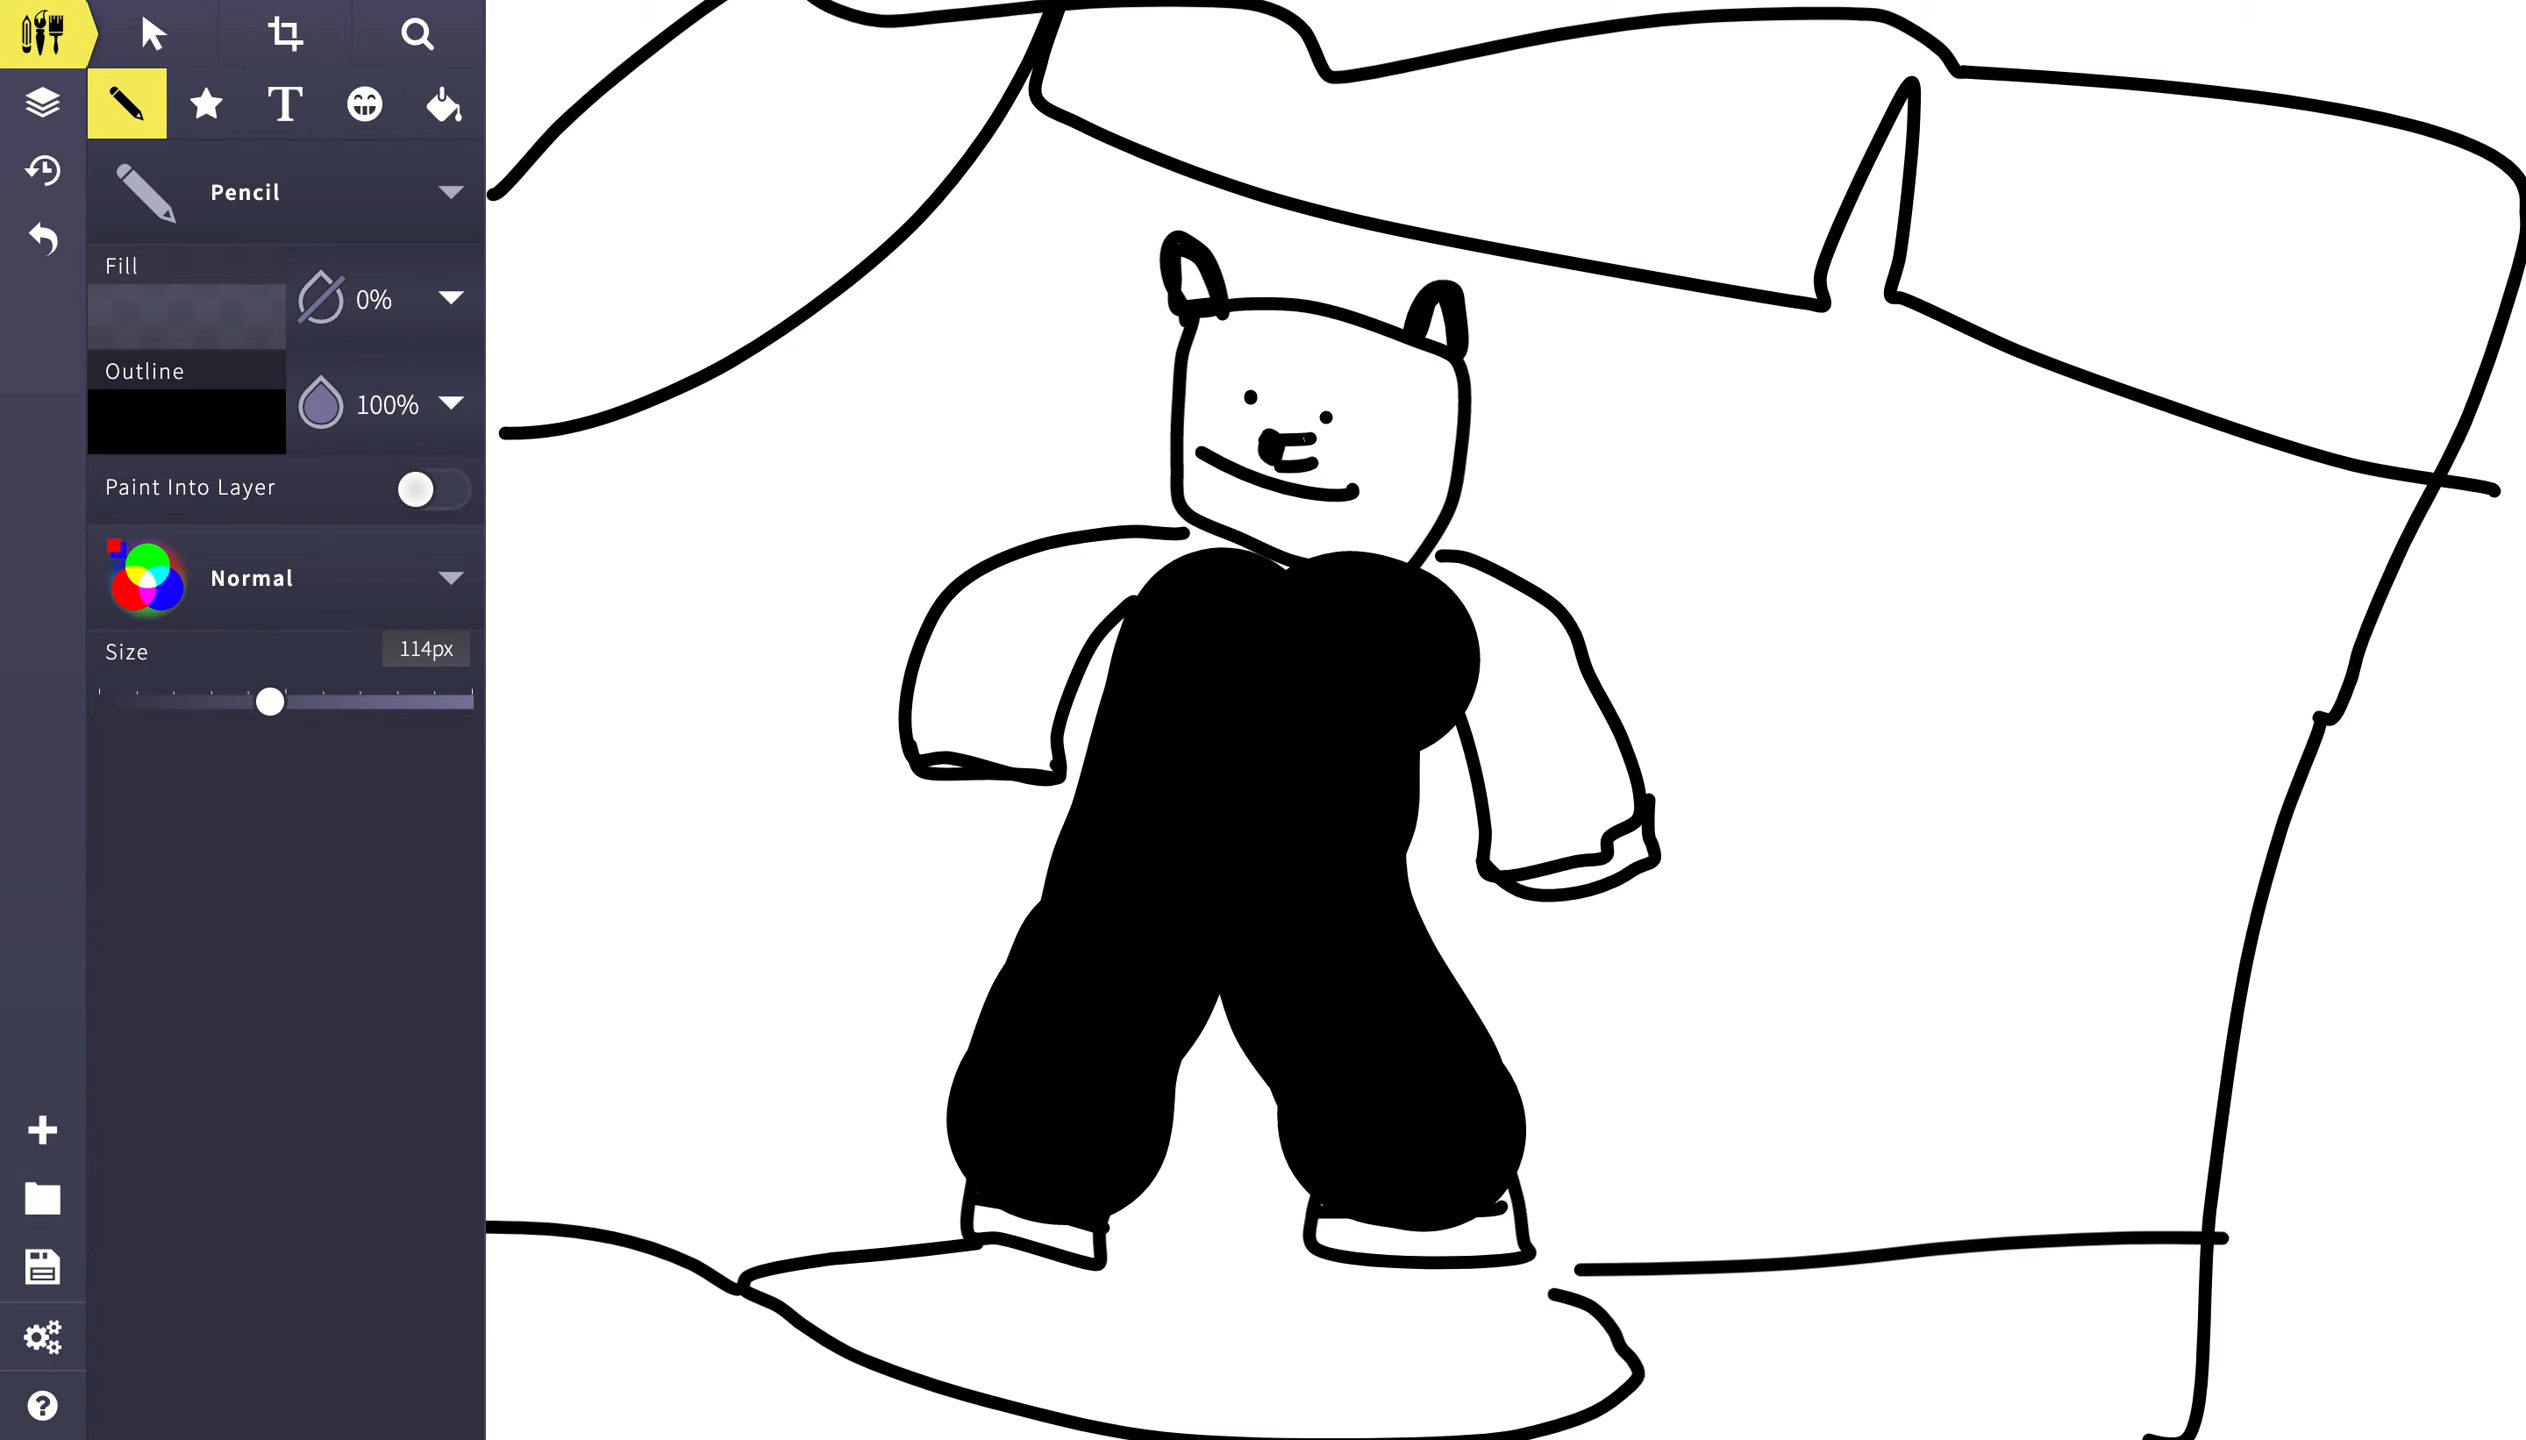 T
Pencil
Fill
0%
Outline
100%
Paint Into Layer
Normal
Size
114px